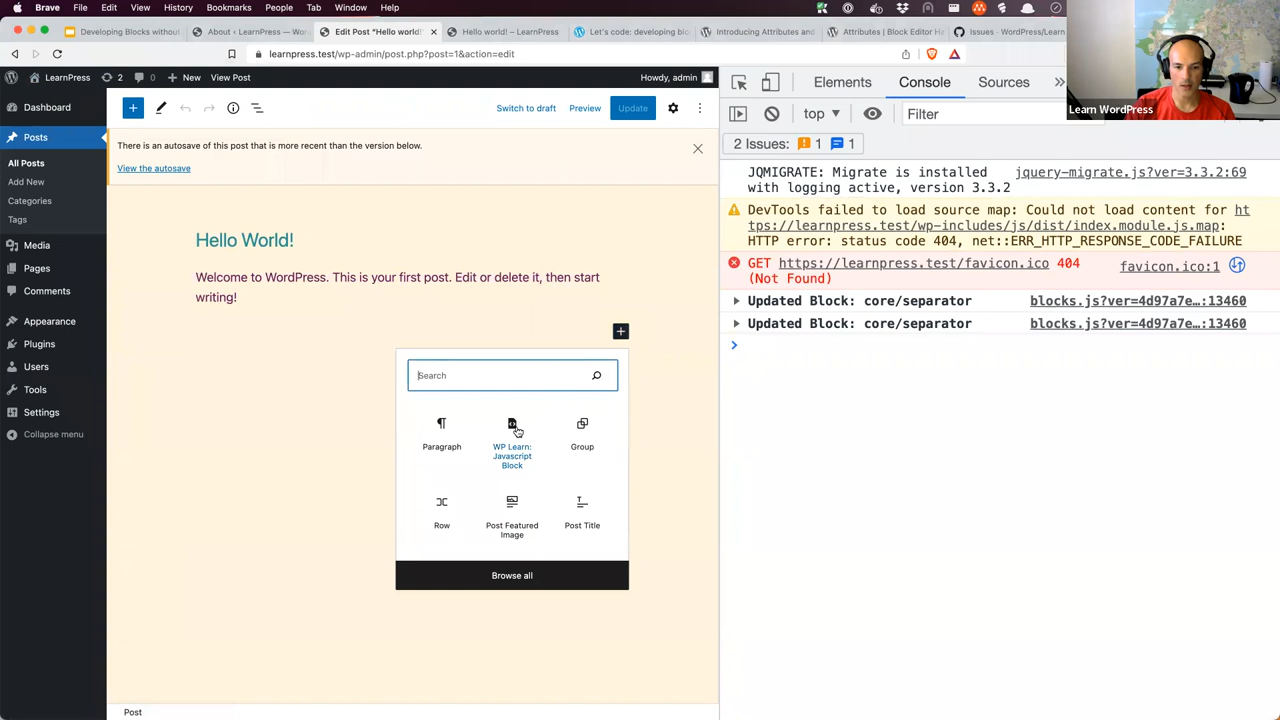 Chrome File Edit View History Bookmarks People Tab Window Help
Developing Blocks withou
About ‹ LearnPress — Wo
Edit Post “Hello world!”
Hello world! – LearnPress
Let's code: developing blo
Introducing Attributes and
Attributes | Block Editor Ha
Issues · WordPress/Learn
learnpress.test/wp-admin/post.php?post=1&action=edit
LearnPress 2 0 New View Post Howdy, admin
Dashboard
Posts
All Posts
Add New
Categories
Tags
Media
Pages
Comments
Appearance
Plugins
Users
Tools
Settings
Collapse menu
Switch to draft Preview Update
There is an autosave of this post that is more recent than the version below.
View the autosave
Hello World!
Welcome to WordPress. This is your first post. Edit or delete it, then start
writing!
Search
Paragraph
WP Learn:
Javascript
Block
Group
Row
Post Featured
Image
Post Title
Browse all
Post
Elements Console Sources »
top Filter
2 Issues: 1 1
JQMIGRATE: Migrate is installed jquery-migrate.js?ver=3.3.2:69
with logging active, version 3.3.2
DevTools failed to load source map: Could not load content for ht
tps://learnpress.test/wp-includes/js/dist/index.module.js.map:
HTTP error: status code 404, net::ERR_HTTP_RESPONSE_CODE_FAILURE
GET https://learnpress.test/favicon.ico 404 favicon.ico:1
(Not Found)
Updated Block: core/separator blocks.js?ver=4d97a7e…:13460
Updated Block: core/separator blocks.js?ver=4d97a7e…:13460
Learn WordPress